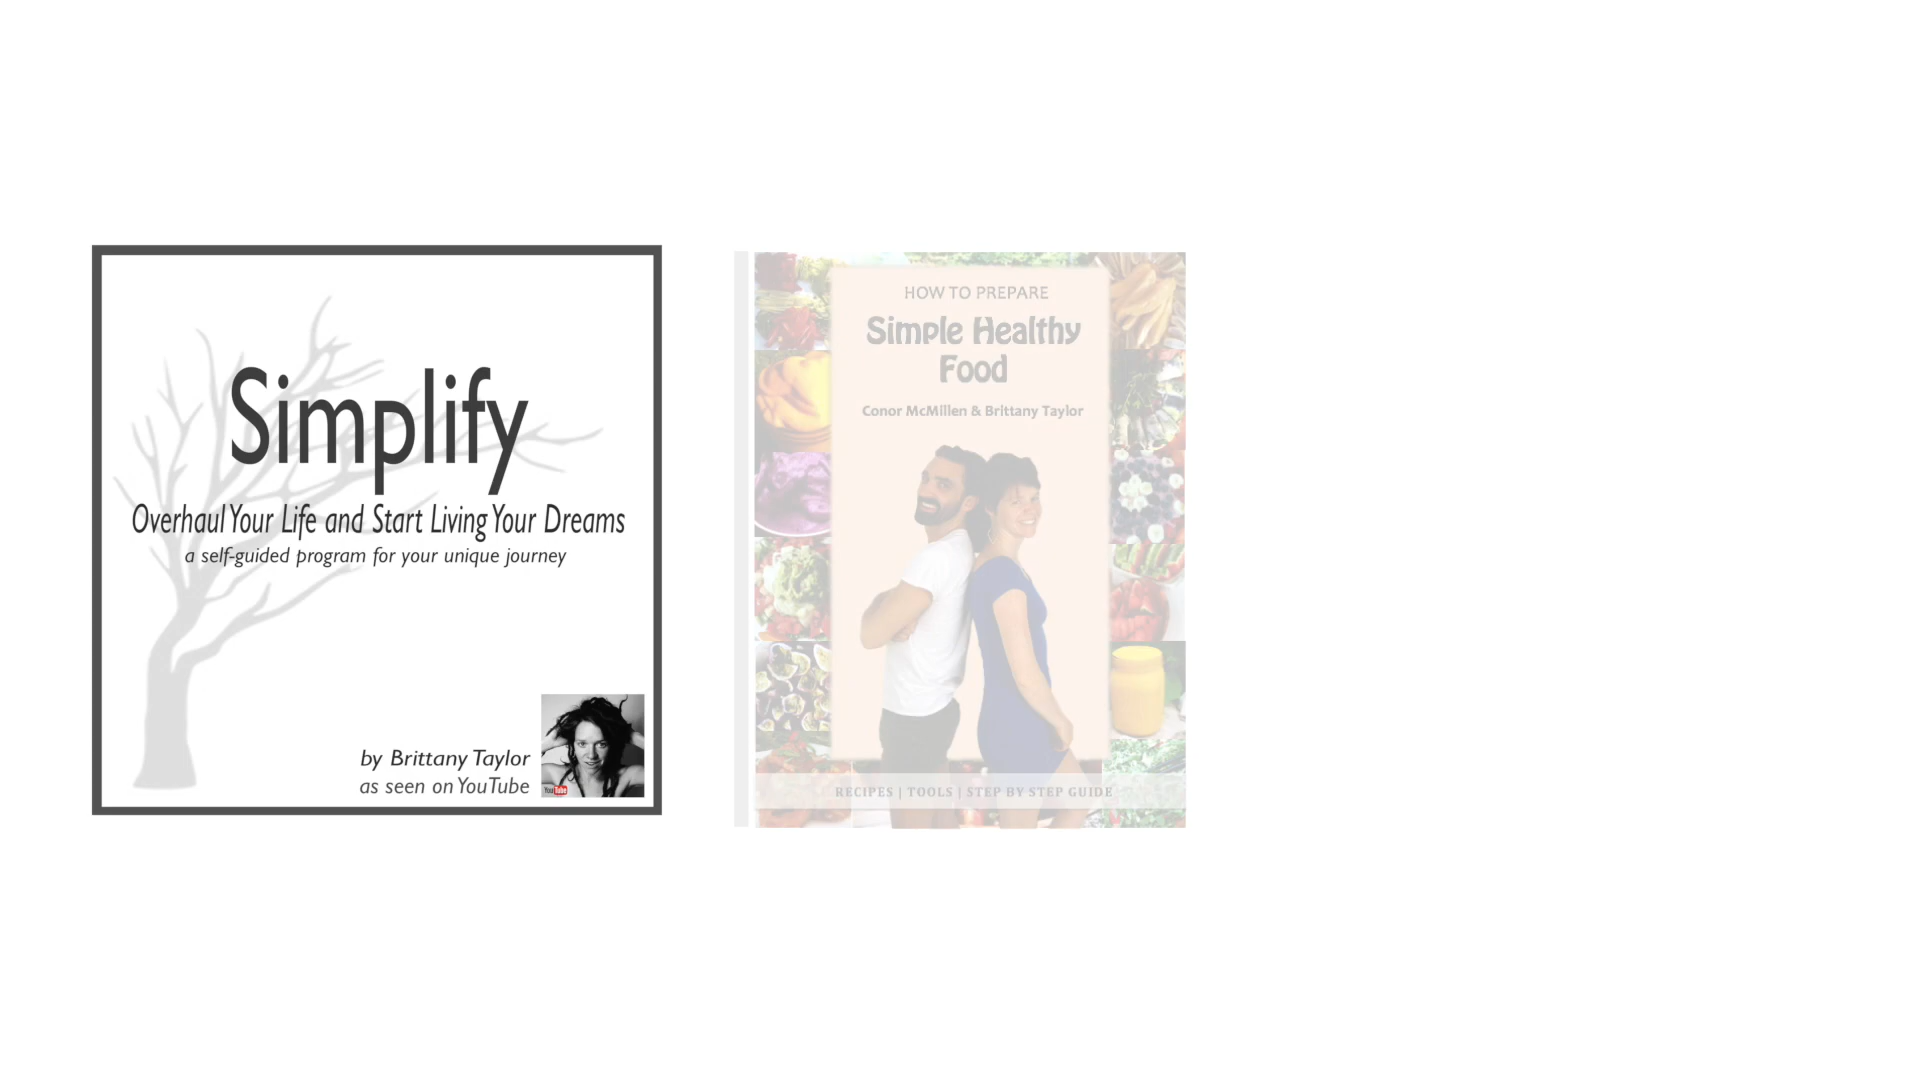 Simplify
Overhaul Your Life and Start Living Your Dreams
a self-guided program for your unique journey
by Brittany Taylor
as seen on YouTube
YouTube
HOW TO PREPARE
Simple Healthy
Food
Conor McMillen & Brittany Taylor
RECIPES | TOOLS | STEP BY STEP GUIDE